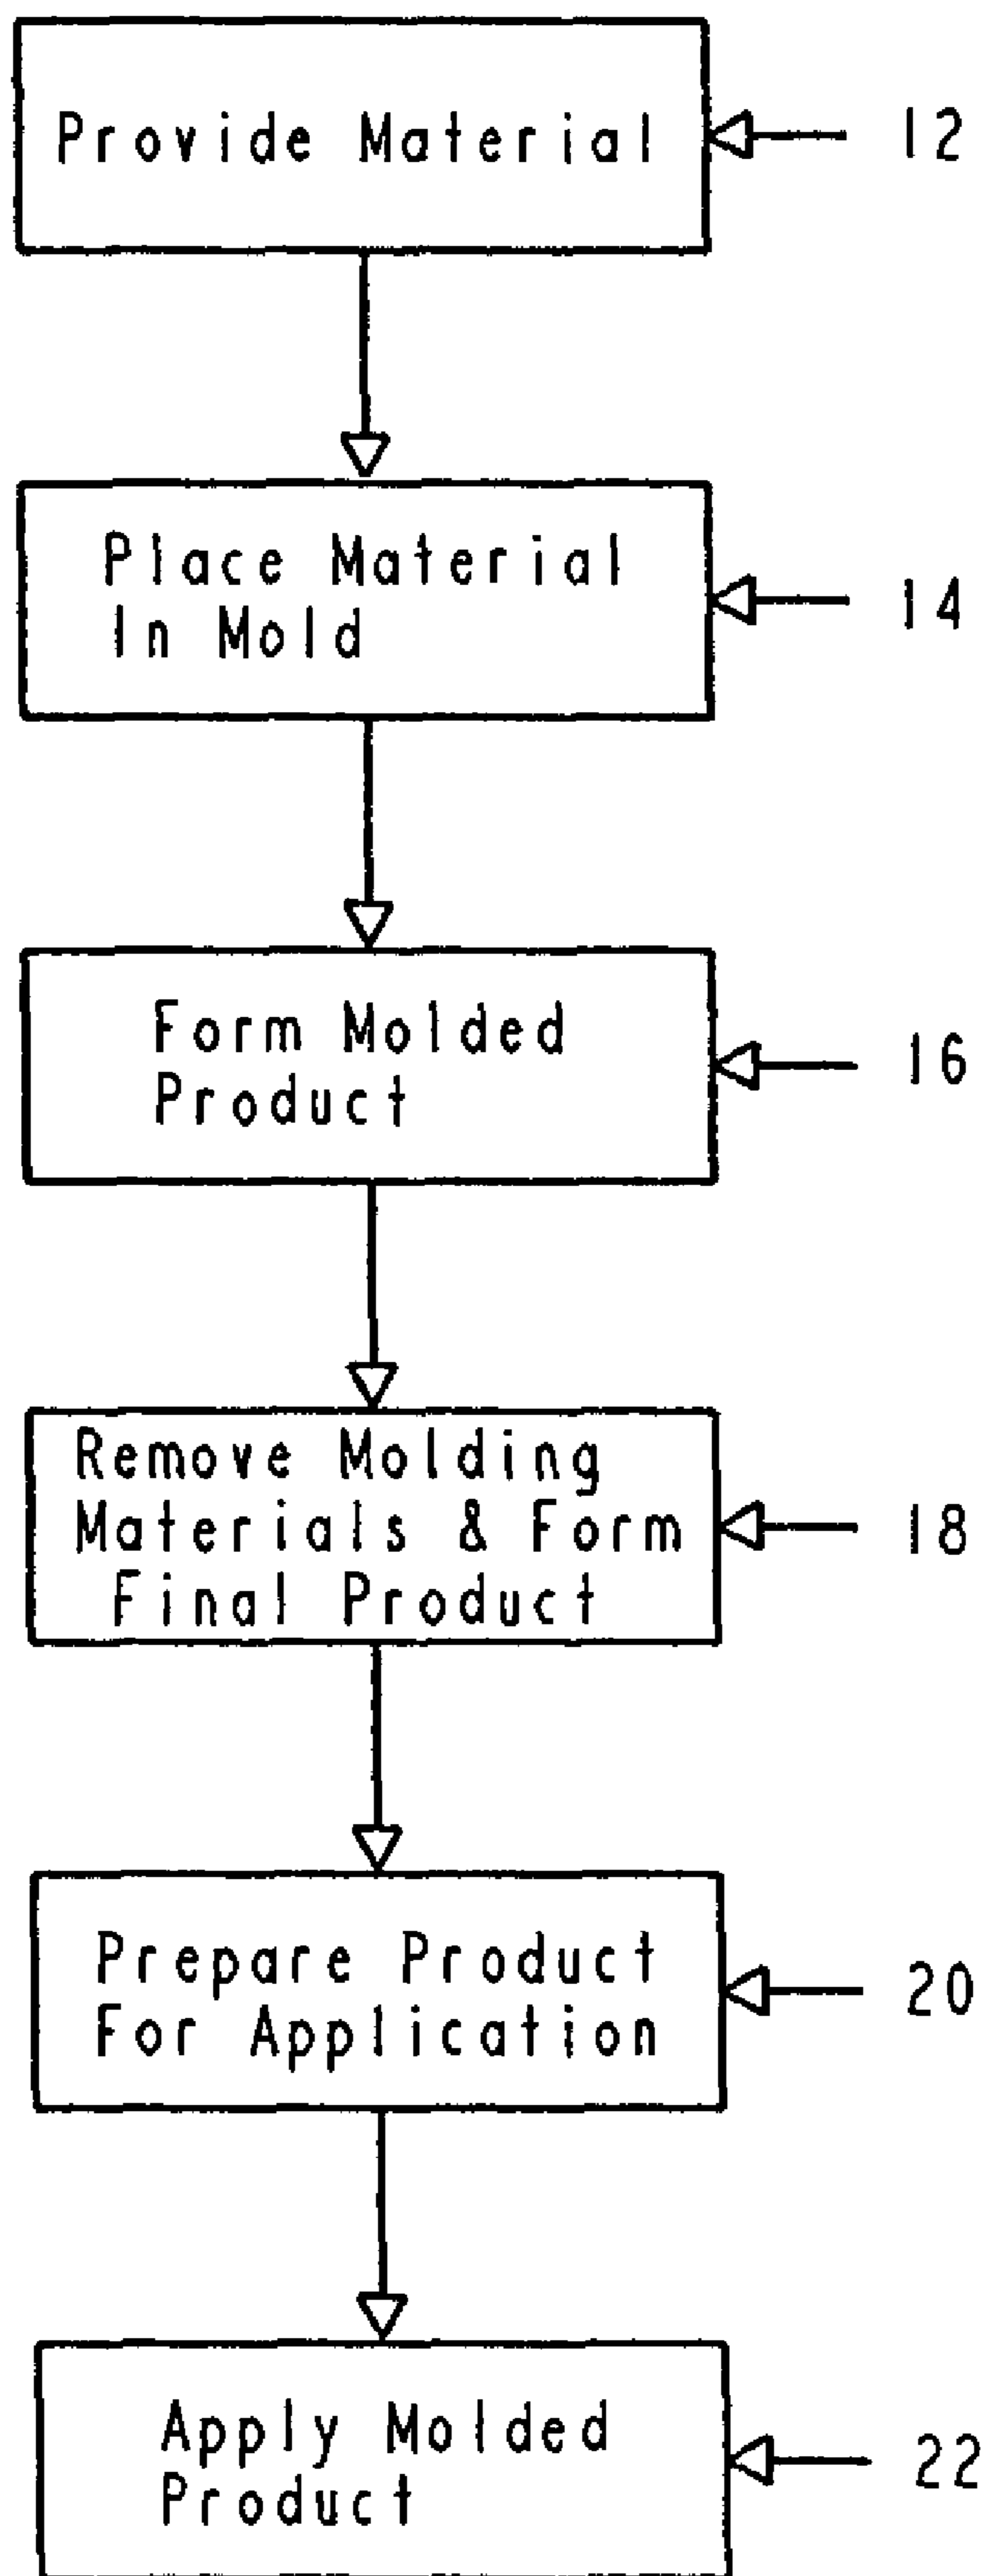 Provide Material
12
Place Material
In Mold
14
Form Molded
Product
16
Remove Molding
Materials & Form
Final Product
18
Prepare Product
For Application
20
Apply Molded
Product
22